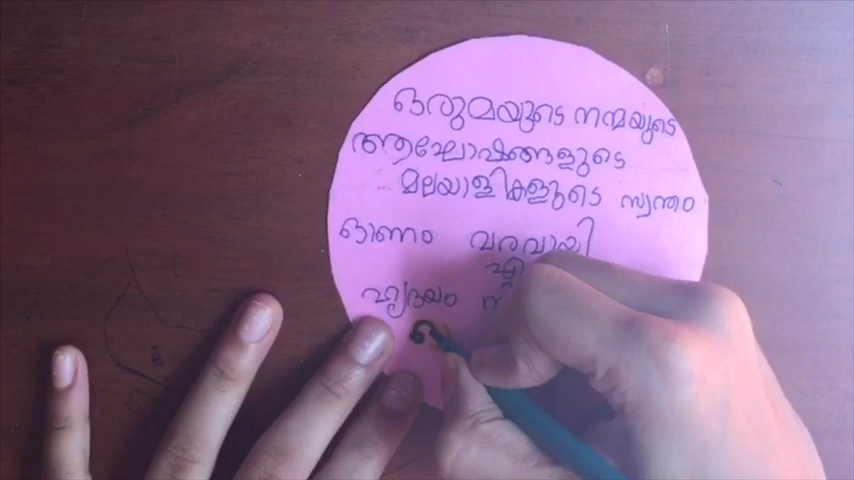 ഒരുമയുടെ നന്മയുടെ
ആഘോഷങ്ങളുടെ
മലയാളികളുടെ സ്വന്തം
ഓണം വരവായി
ഹൃദയം